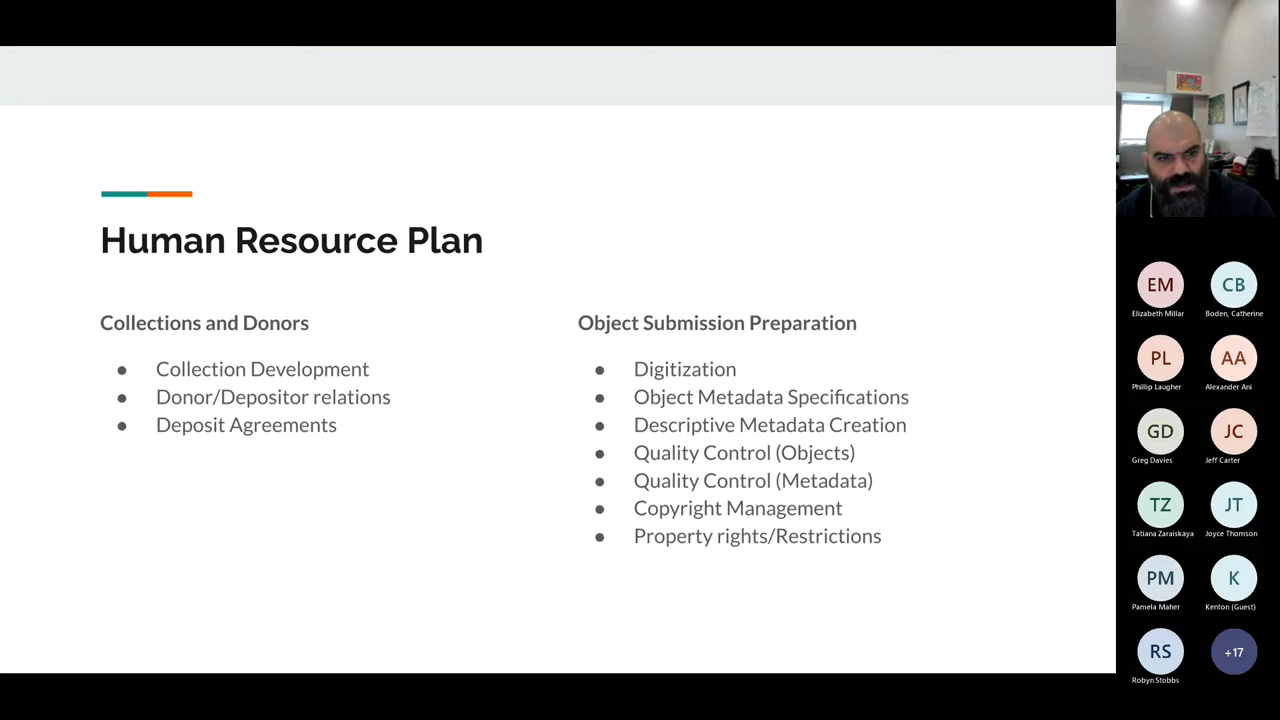 Human Resource Plan
Collections and Donors
● Collection Development
● Donor/Depositor relations
● Deposit Agreements
Object Submission Preparation
● Digitization
● Object Metadata Specifications
● Descriptive Metadata Creation
● Quality Control (Objects)
● Quality Control (Metadata)
● Copyright Management
● Property rights/Restrictions
EM
Elizabeth Millar
CB
Boden, Catherine
PL
Phillip Laugher
AA
Alexander Ani
GD
Greg Davies
JC
Jeff Carter
TZ
Tatiana Zaraiskaya
JT
Joyce Thomson
PM
Pamela Maher
K
Kenton (Guest)
RS
Robyn Stobbs
+17